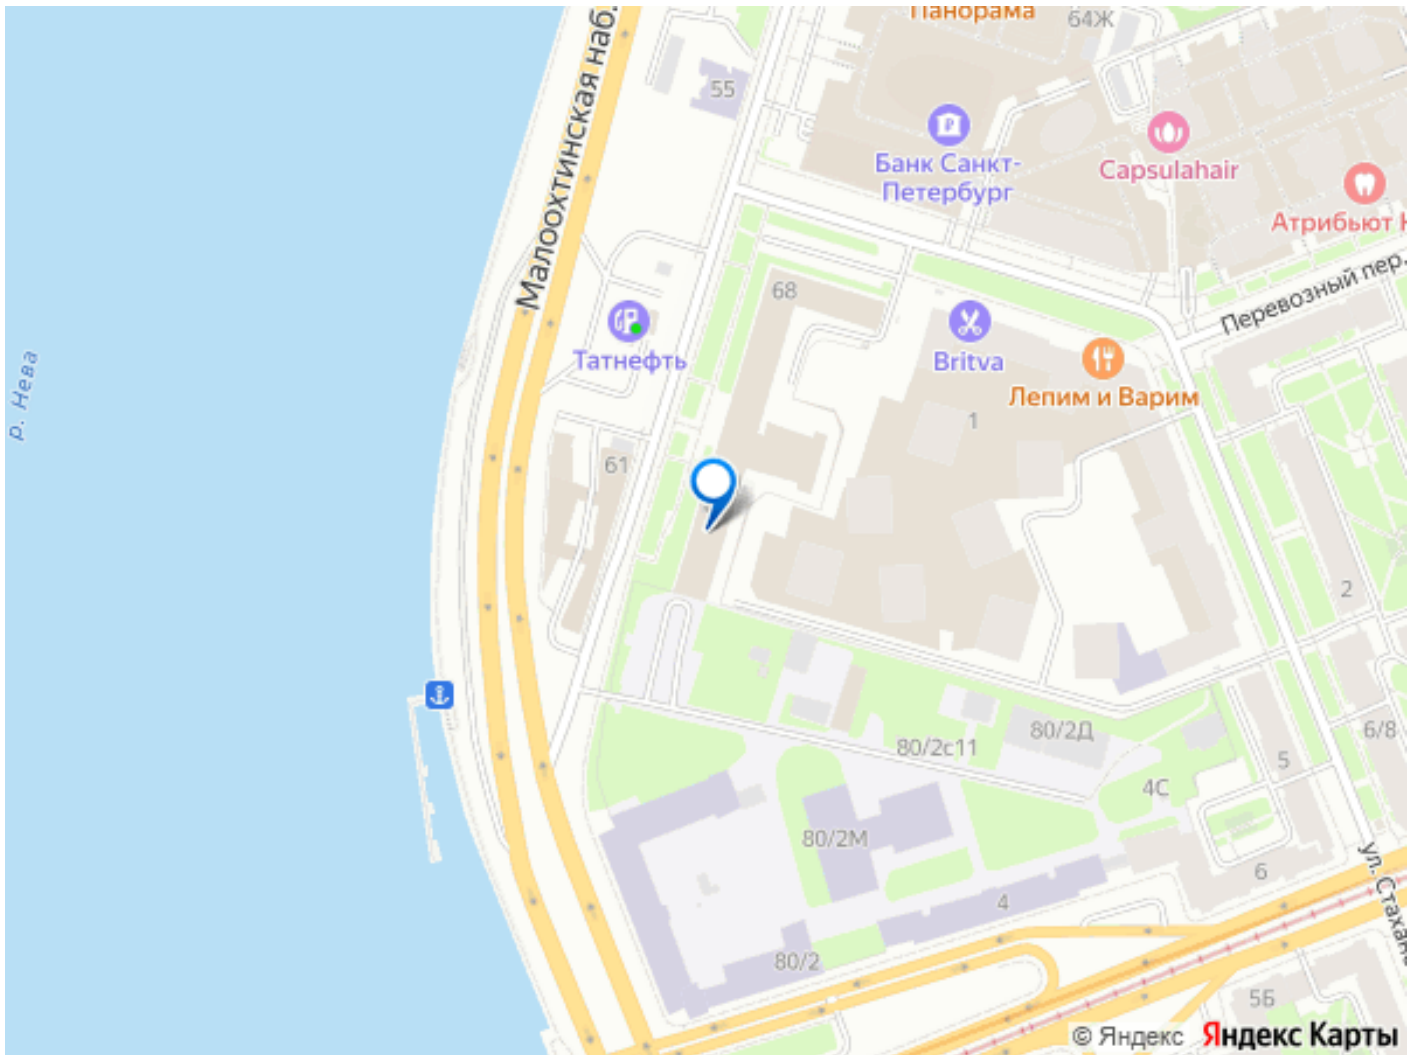 Панорама
64Ж
Малоохтинская наб.
55
Банк Санкт-
Петербург
Capsulahair
Атрибьют
Перевозный пер.
68
Татнефть
Britva
Лепим и Варим
р. Нева
1
61
2
80/2с11
80/2Д
6/8
5
4С
80/2М
6
ул. Стахано
4
80/2
5Б
© Яндекс Яндекс Карты